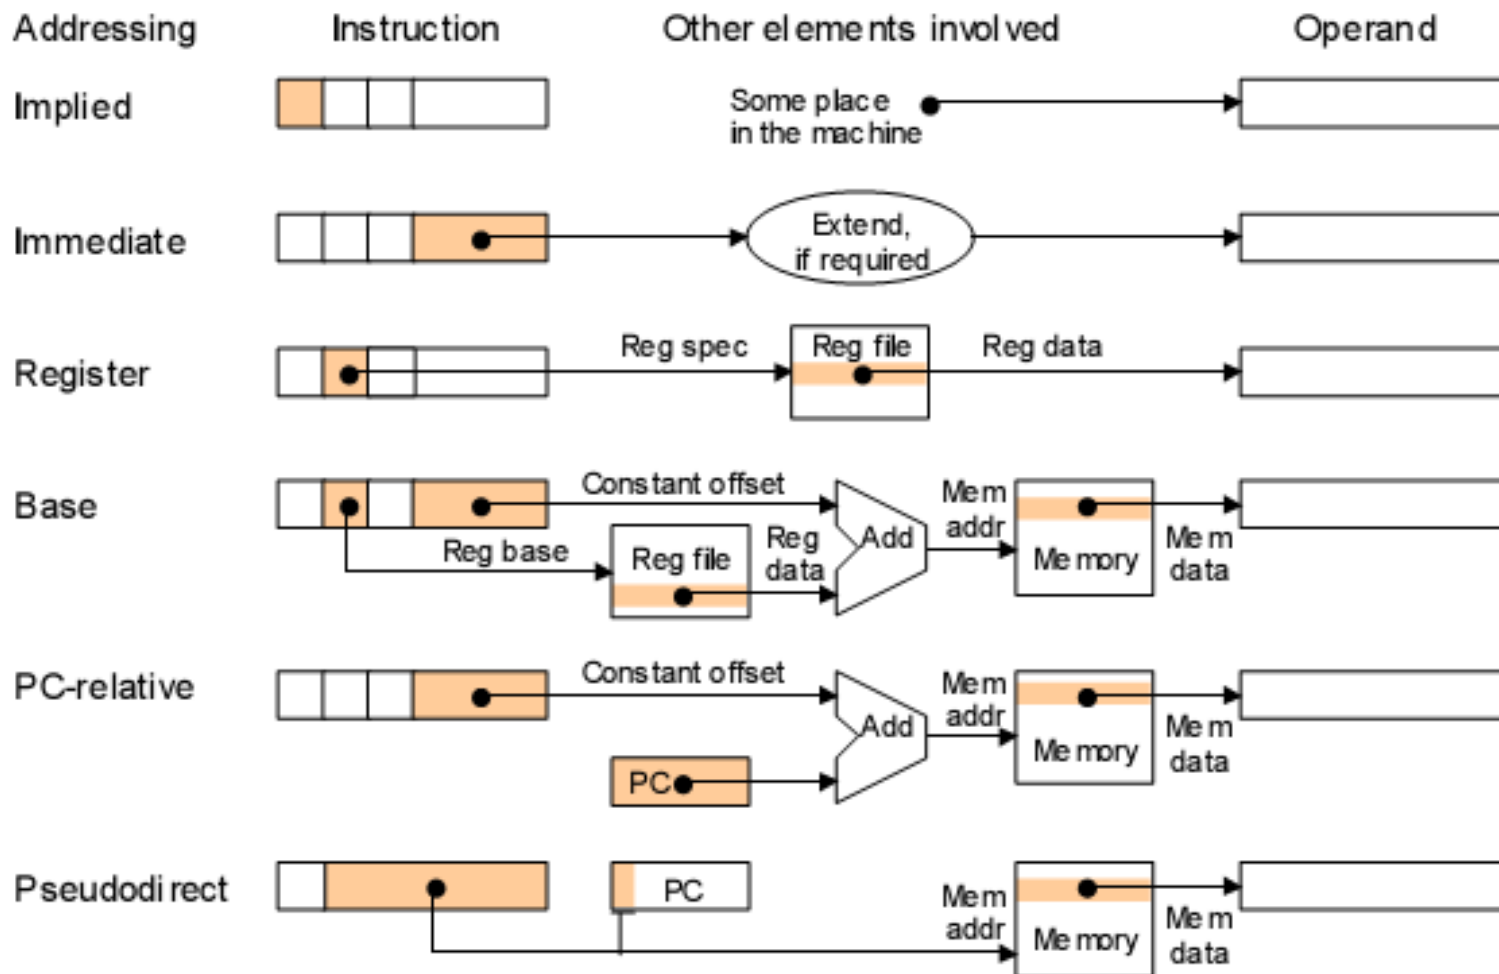 Addressing Instruction Other elements involved Operand
Implied
Some place
in the machine
Immediate
Extend,
if required
Register
Reg spec
Reg file
Reg data
Base
Constant offset
Reg base
Reg file
Reg
data
Add
Mem
addr
Memory
Mem
data
PC-relative
Constant offset
PC
Add
Mem
addr
Memory
Mem
data
Pseudodirect
PC
Mem
addr
Memory
Mem
data